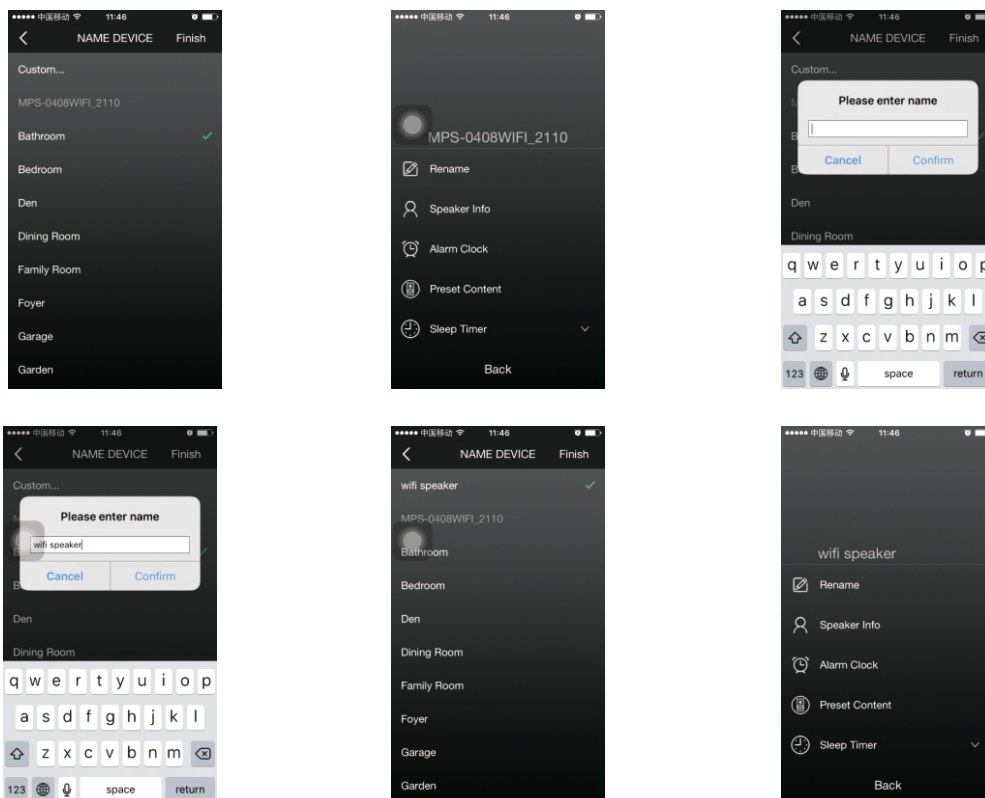 中国移动 11:46
NAME DEVICE Finish
Custom...
MPS-0408WIFI_2110
Bathroom
Bedroom
Den
Dining Room
Family Room
Foyer
Garage
Garden
中国移动 11:46
MPS-0408WIFI_2110
Rename
Speaker Info
Alarm Clock
Preset Content
Sleep Timer
Back
中国移动 11:46
NAME DEVICE Finish
Custom...
M
Please enter name
B
Cancel Confirm
B
Den
Dining Room
q w e r t y u i o p
a s d f g h j k l
z x c v b n m
123 space return
中国移动 11:46
NAME DEVICE Finish
Custom...
Please enter name
wifi speaker
B
Cancel Confirm
B
Den
Dining Room
q w e r t y u i o p
a s d f g h j k l
z x c v b n m
123 space return
中国移动 11:46
NAME DEVICE Finish
wifi speaker
MPS-0408WIFI_2110
Bathroom
Bedroom
Den
Dining Room
Family Room
Foyer
Garage
Garden
中国移动 11:46
wifi speaker
Rename
Speaker Info
Alarm Clock
Preset Content
Sleep Timer
Back